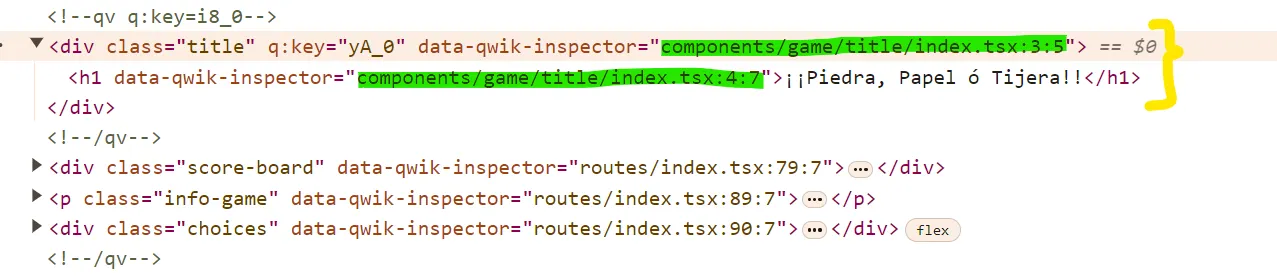 <!--qv q:key=i8_0-->
<div class="title" q:key="yA_0" data-qwik-inspector="components/game/title/index.tsx:3:5"> == $0
<h1 data-qwik-inspector="components/game/title/index.tsx:4:7">¡¡Piedra, Papel ó Tijera!!</h1>
</div>
<!--/qv-->
<div class="score-board" data-qwik-inspector="routes/index.tsx:79:7">…</div>
<p class="info-game" data-qwik-inspector="routes/index.tsx:89:7">…</p>
<div class="choices" data-qwik-inspector="routes/index.tsx:90:7">…</div> flex
<!--/qv-->